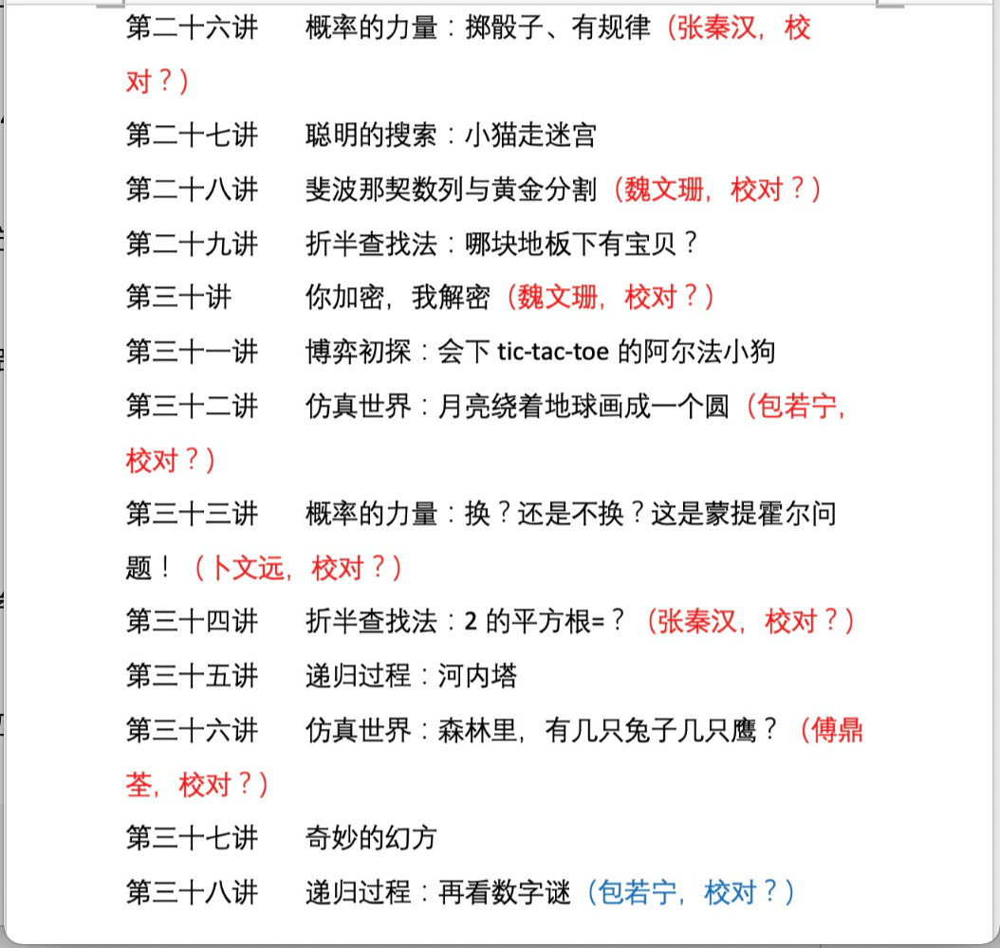 第二十六讲 概率的力量：掷骰子、有规律（张秦汉，校
对？）
第二十七讲 聪明的搜索：小猫走迷宫
第二十八讲 斐波那契数列与黄金分割（魏文珊，校对？）
第二十九讲 折半查找法：哪块地板下有宝贝？
第三十讲 你加密，我解密（魏文珊，校对？）
第三十一讲 博弈初探：会下 tic-tac-toe 的阿尔法小狗
第三十二讲 仿真世界：月亮绕着地球画成一个圆（包若宁，
校对？）
第三十三讲 概率的力量：换？还是不换？这是蒙提霍尔问
题！（卜文远，校对？）
第三十四讲 折半查找法：2 的平方根=？（张秦汉，校对？）
第三十五讲 递归过程：河内塔
第三十六讲 仿真世界：森林里，有几只兔子几只鹰？（傅鼎
荃，校对？）
第三十七讲 奇妙的幻方
第三十八讲 递归过程：再看数字谜（包若宁，校对？）